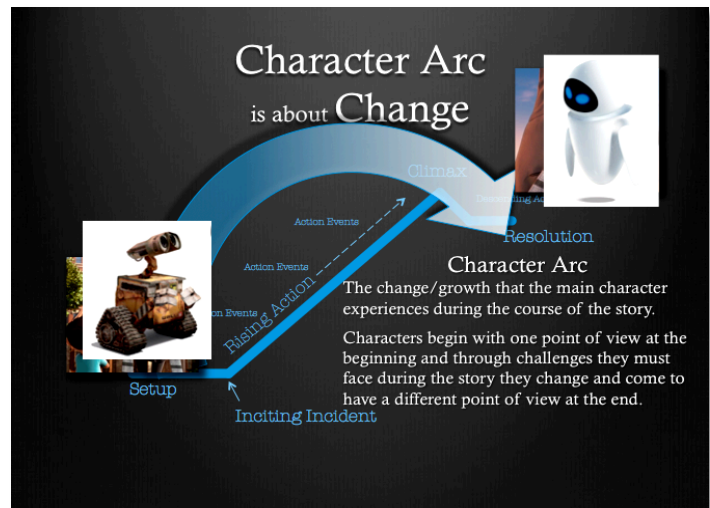 Character Arc
is about Change
Climax
Action Events
Resolution
Action Events
Rising Action
Events
Setup
Inciting Incident
Character Arc
The change/growth that the main character
experiences during the course of the story.
Characters begin with one point of view at the
beginning and through challenges they must
face during the story they change and come to
have a different point of view at the end.